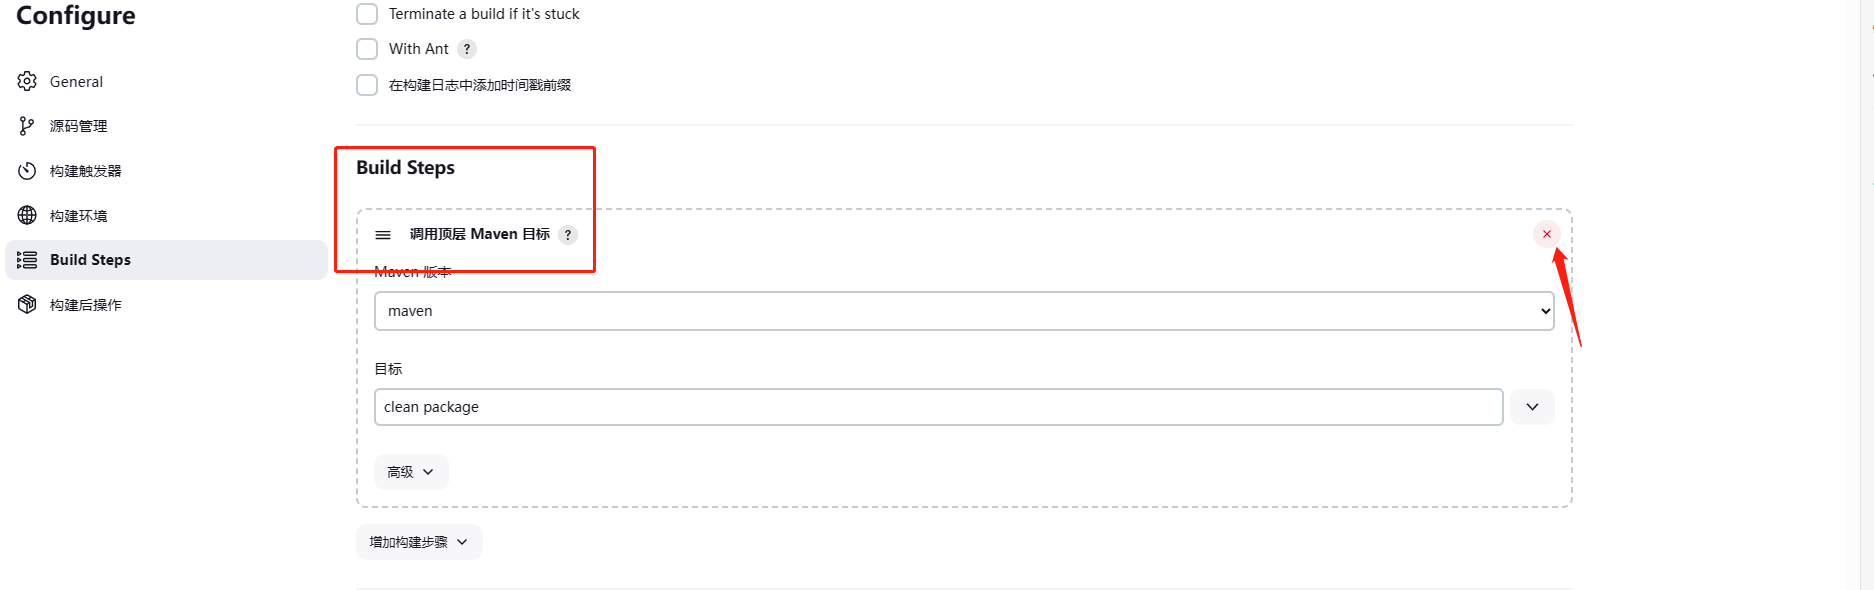 Configure
General
源码管理
构建触发器
构建环境
Build Steps
构建后操作
Terminate a build if it's stuck
With Ant ?
在构建日志中添加时间戳前缀
Build Steps
调用顶层 Maven 目标 ?
Maven 版本
maven
目标
clean package
高级
增加构建步骤